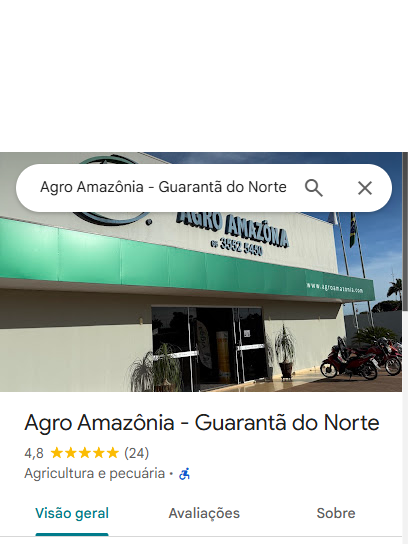 Agro Amazônia - Guarantã do Norte
AGRO AMAZÔNIA
66 3552 5450
www.agroamazonia.com
Agro Amazônia - Guarantã do Norte
4,8 (24)
Agricultura e pecuária ·
Visão geral
Avaliações
Sobre